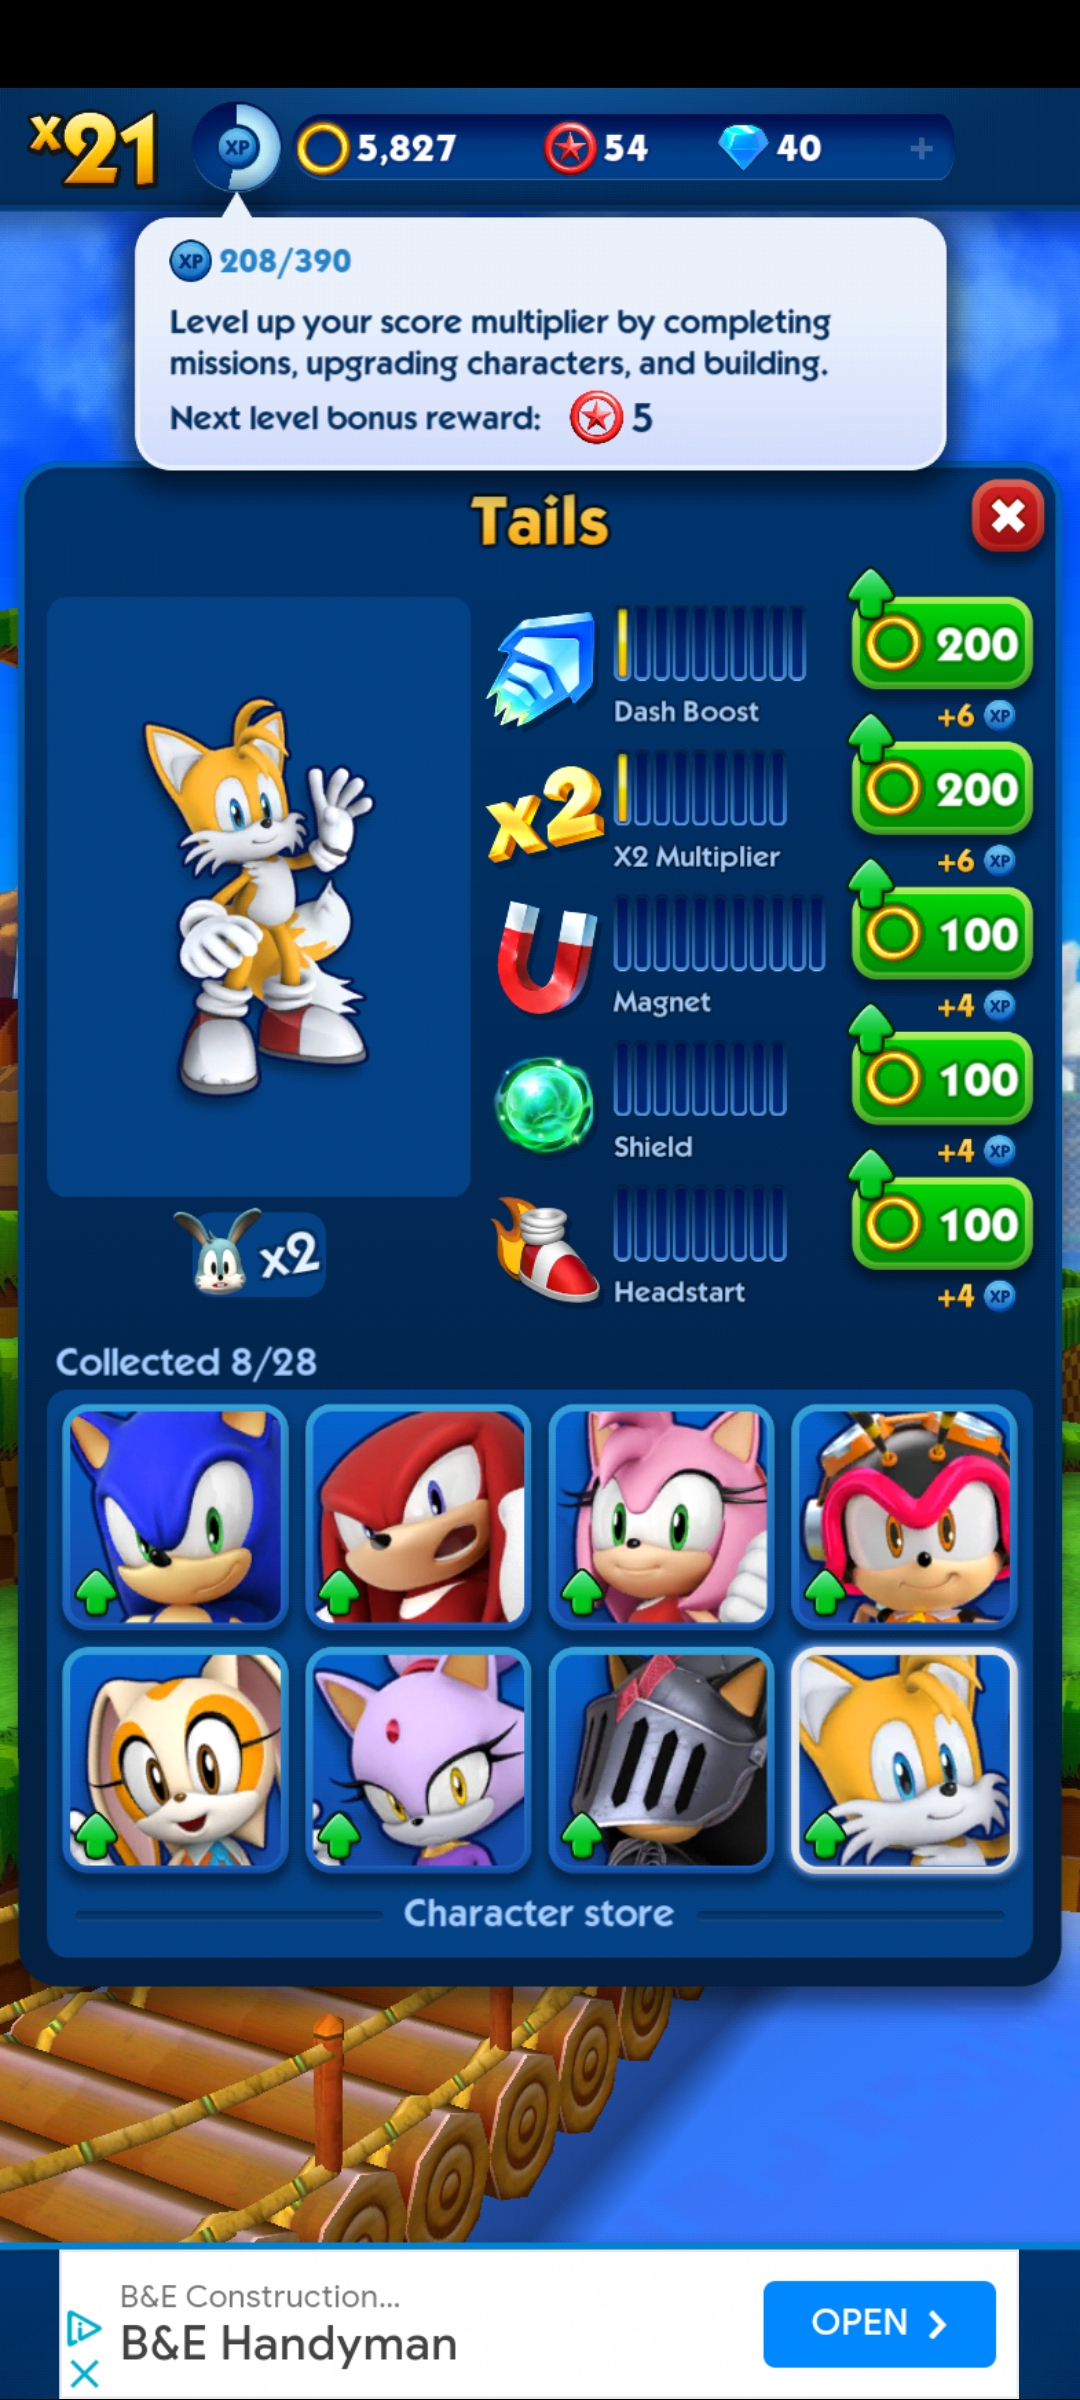 x21
XP
5,827
54
40
+
XP 208/390
Level up your score multiplier by completing
missions, upgrading characters, and building.
Next level bonus reward: 5
Tails
200
Dash Boost
+6 XP
x2
200
X2 Multiplier
+6 XP
100
Magnet
+4 XP
100
Shield
+4 XP
x2
100
Headstart
+4 XP
Collected 8/28
Character store
B&E Construction...
B&E Handyman
OPEN